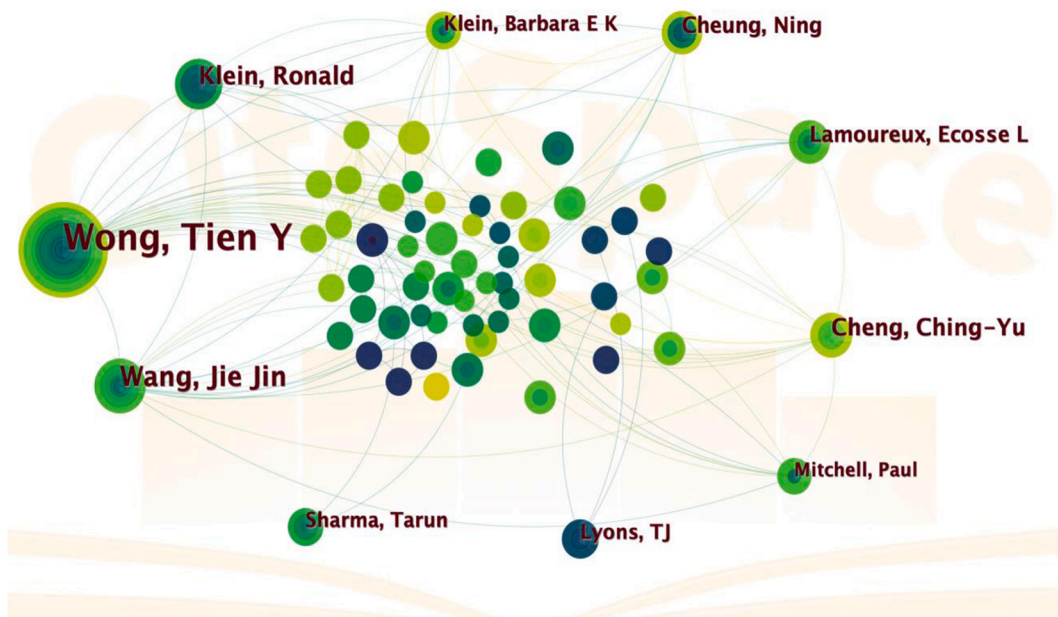 Klein, Barbara E K
Cheung, Ning
Klein, Ronald
CiteSpace
Lamoureux, Ecosse L
Wong, Tien Y
Cheng, Ching-Yu
Wang, Jie Jin
Mitchell, Paul
Sharma, Tarun
Lyons, TJ